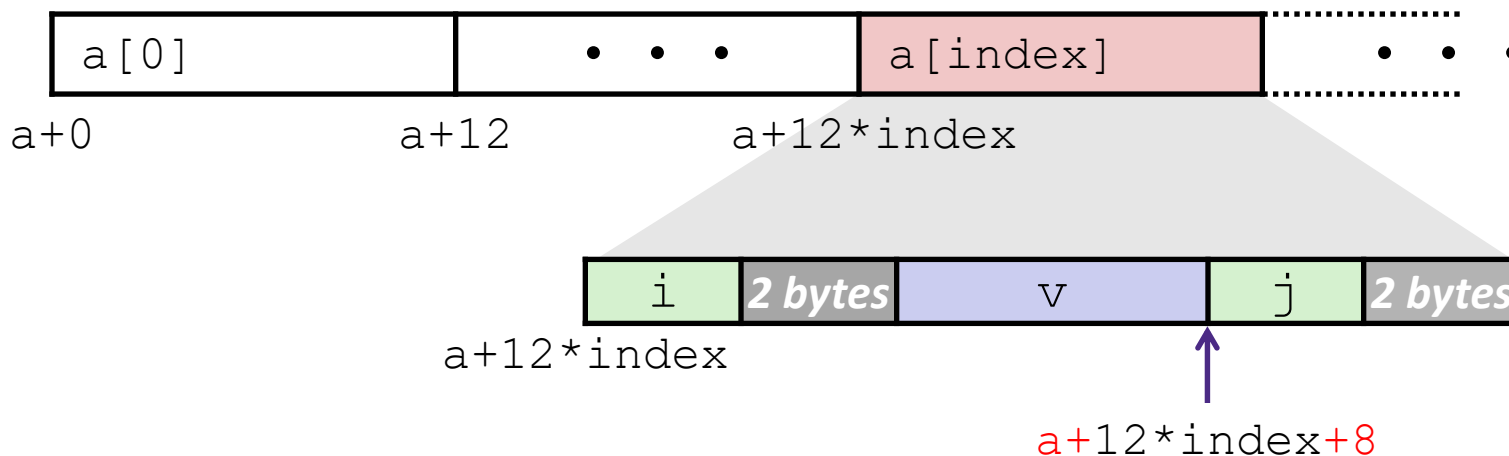 a[0] • • • a[index] • • •
a+0 a+12 a+12*index
i 2 bytes v j 2 bytes
a+12*index
a+12*index+8